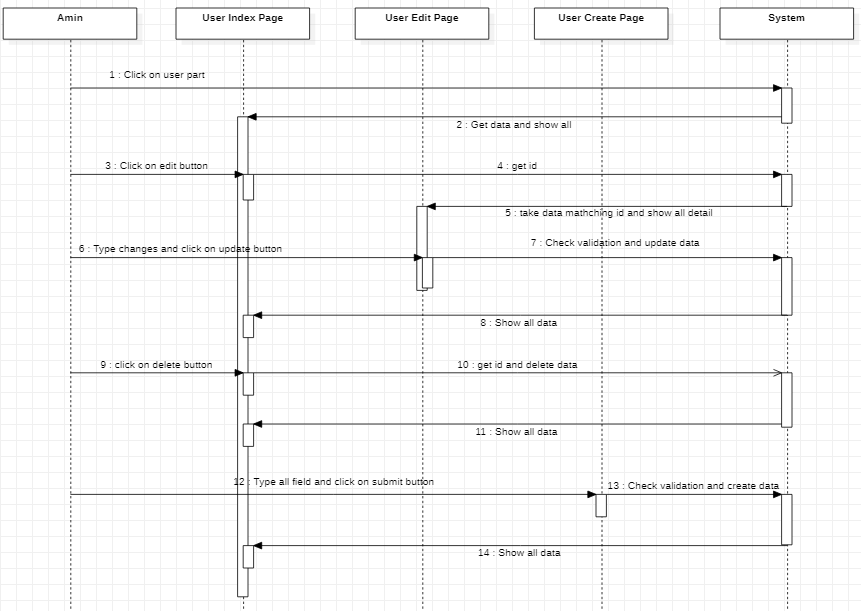 Amin
User Index Page
User Edit Page
User Create Page
System
1 : Click on user part
2 : Get data and show all
3 : Click on edit button
4 : get id
5 : take data mathching id and show all detail
6 : Type changes and click on update button
7 : Check validation and update data
8 : Show all data
9 : click on delete button
10 : get id and delete data
11 : Show all data
12 : Type all field and click on submit button
13 : Check validation and create data
14 : Show all data